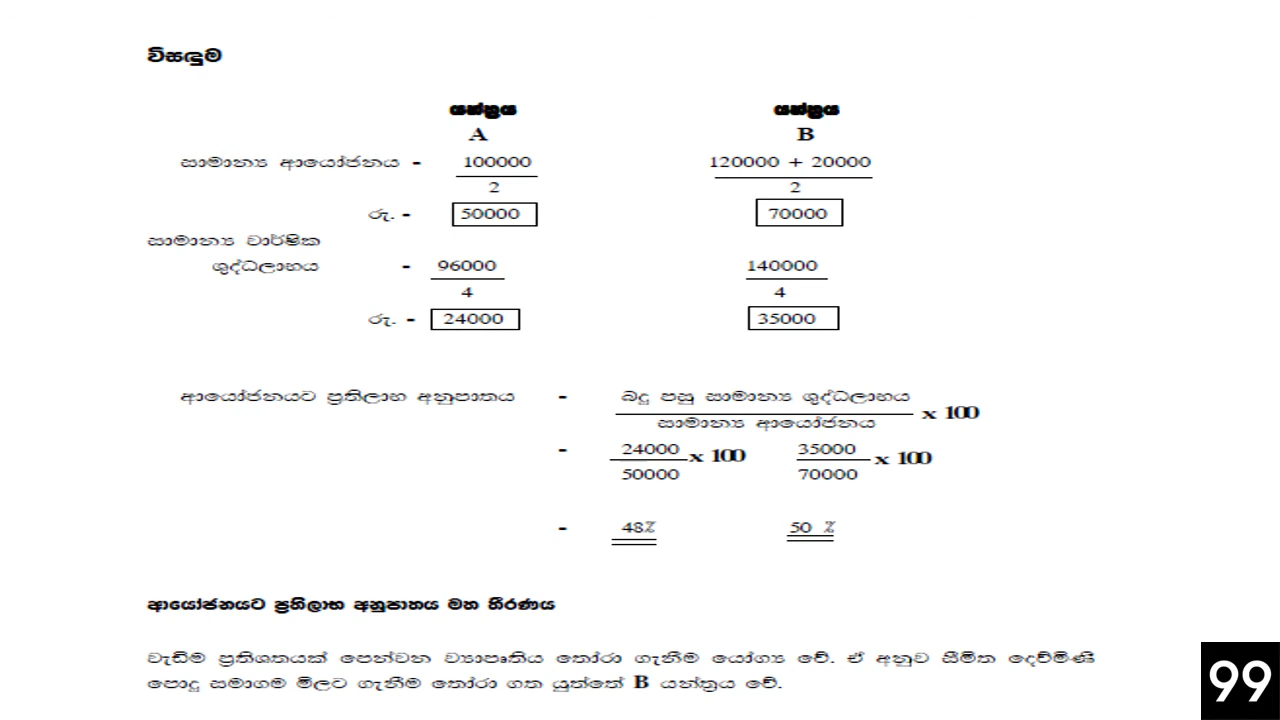 විසඳුම
යන්ත්‍රය යන්ත්‍රය
A B
සාමාන්‍ය ආයෝජනය - 100000 120000 + 20000
2 2
රු. - 50000 70000
සාමාන්‍ය වාර්ෂික
ශුද්ධලාභය - 96000 140000
4 4
රු. - 24000 35000
ආයෝජනයට ප්‍රතිලාභ අනුපාතය - බදු පසු සාමාන්‍ය ශුද්ධලාභය x 100
සාමාන්‍ය ආයෝජනය
- 24000 x 100 35000 x 100
50000 70000
- 48% 50 %
ආයෝජනයට ප්‍රතිලාභ අනුපාතය මත තීරණය
වැඩිම ප්‍රතිශතයක් පෙන්වන ව්‍යාපෘතිය තෝරා ගැනීම යෝග්‍ය වේ. ඒ අනුව සීමිත දෙව්මිණි
පොදු සමාගම මිලට ගැනීම තෝරා ගත යුත්තේ B යන්ත්‍රය වේ.
99